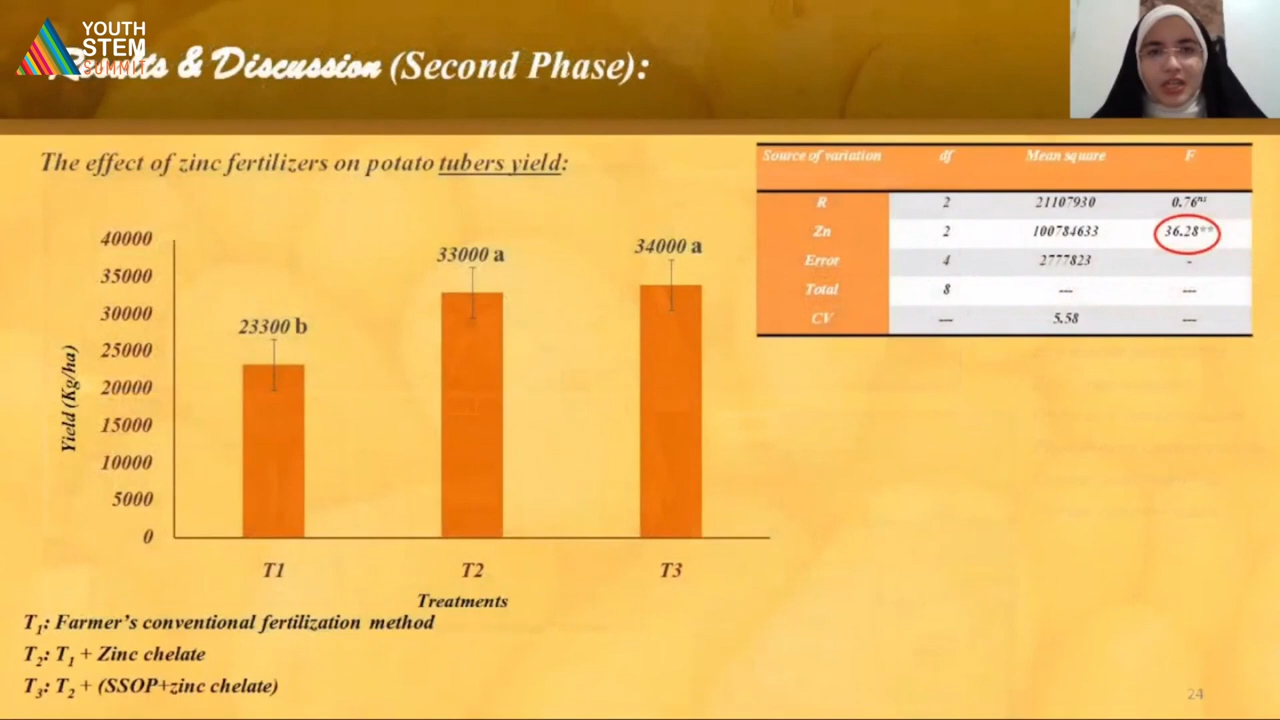 YOUTH
STEM
SUMMIT
Results & Discussion (Second Phase):
The effect of zinc fertilizers on potato tubers yield:
Source of variation df Mean square F
R 2 21107930 0.76ns
Zn 2 100784633 36.28**
Error 4 2777823 -
Total 8 --- ---
CV --- 5.58 ---
Yield (Kg/ha)
40000
35000
30000
25000
20000
15000
10000
5000
0
23300 b
33000 a
34000 a
T1 T2 T3
Treatments
T1: Farmer's conventional fertilization method
T2: T1 + Zinc chelate
T3: T2 + (SSOP+zinc chelate)
24